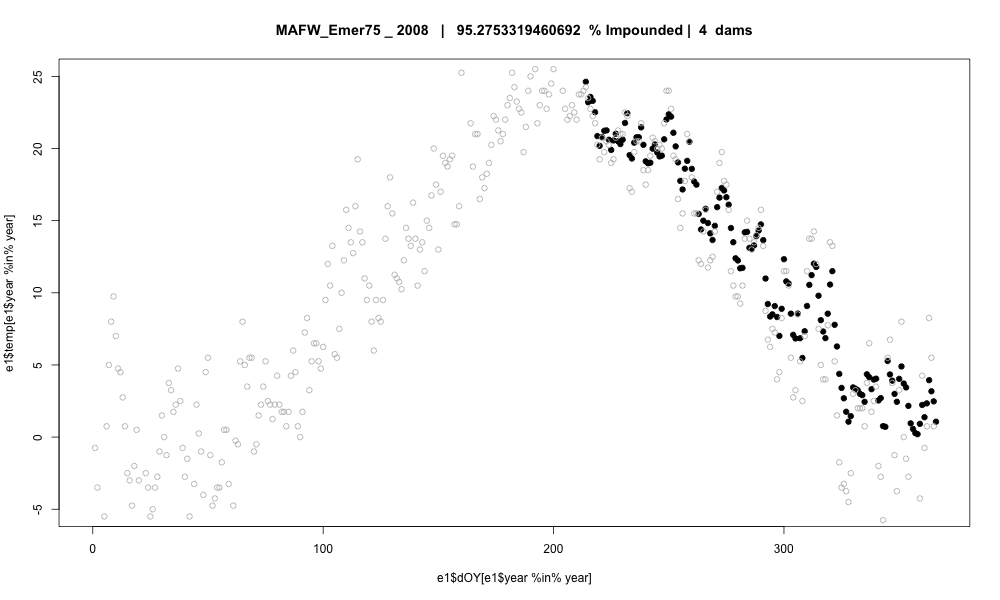 MAFW_Emer75 _ 2008 | 95.2753319460692 % Impounded | 4 dams
25
20
15
10
5
0
-5
e1$temp[e1$year %in% year]
0 100 200 300
e1$dOY[e1$year %in% year]